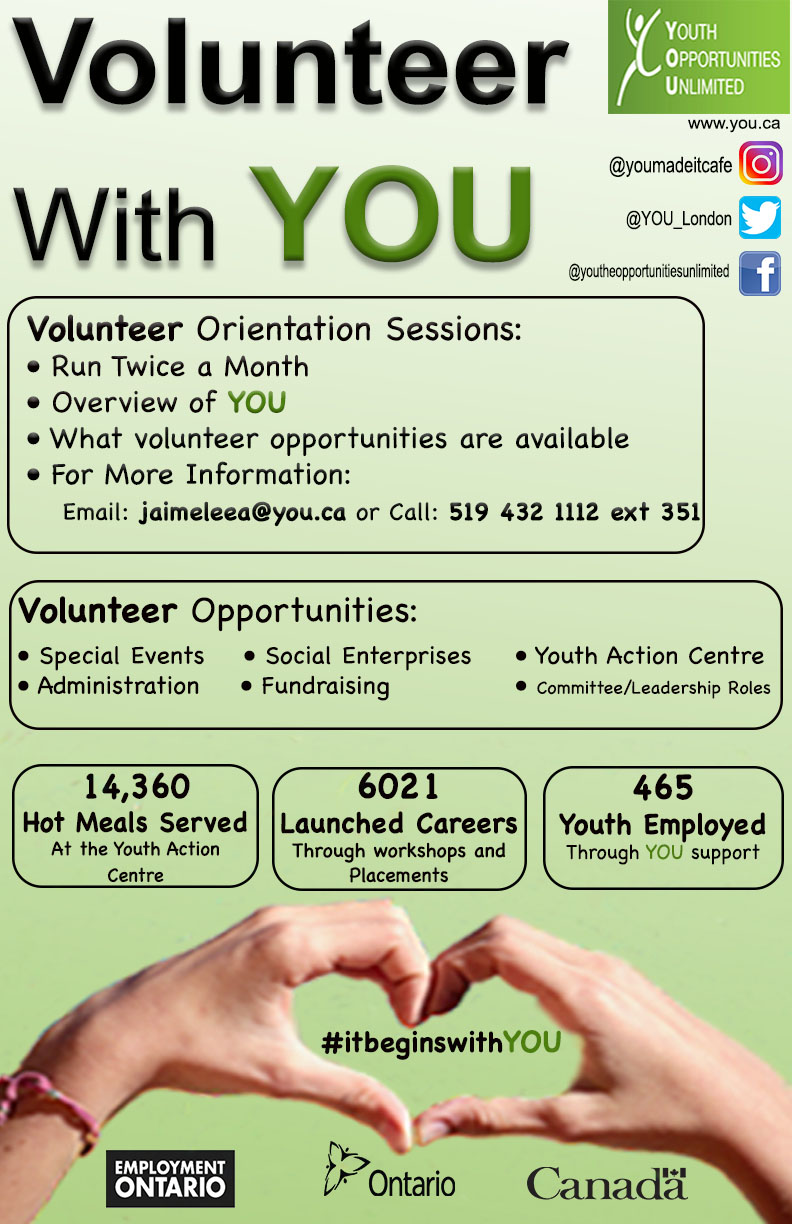 Volunteer
With YOU
YOUTH
OPPORTUNITIES
UNLIMITED
www.you.ca
@youmadeitcafe
@YOU_London
@youtheopportunitiesunlimited
Volunteer Orientation Sessions:
• Run Twice a Month
• Overview of YOU
• What volunteer opportunities are available
• For More Information:
Email: jaimeleea@you.ca or Call: 519 432 1112 ext 351
Volunteer Opportunities:
• Special Events • Social Enterprises • Youth Action Centre
• Administration • Fundraising • Committee/Leadership Roles
14,360
Hot Meals Served
At the Youth Action
Centre
6021
Launched Careers
Through workshops and
Placements
465
Youth Employed
Through YOU support
#itbeginswithYOU
EMPLOYMENT
ONTARIO
Ontario
Canada